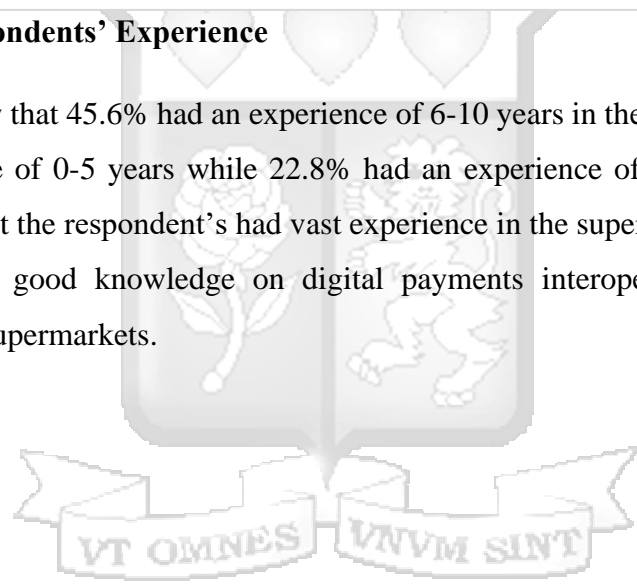 ondents’ Experience
that 45.6% had an experience of 6-10 years in the
of 0-5 years while 22.8% had an experience of
t the respondent’s had vast experience in the super
good knowledge on digital payments interope
upermarkets.
VT OMNES VNVM SINT